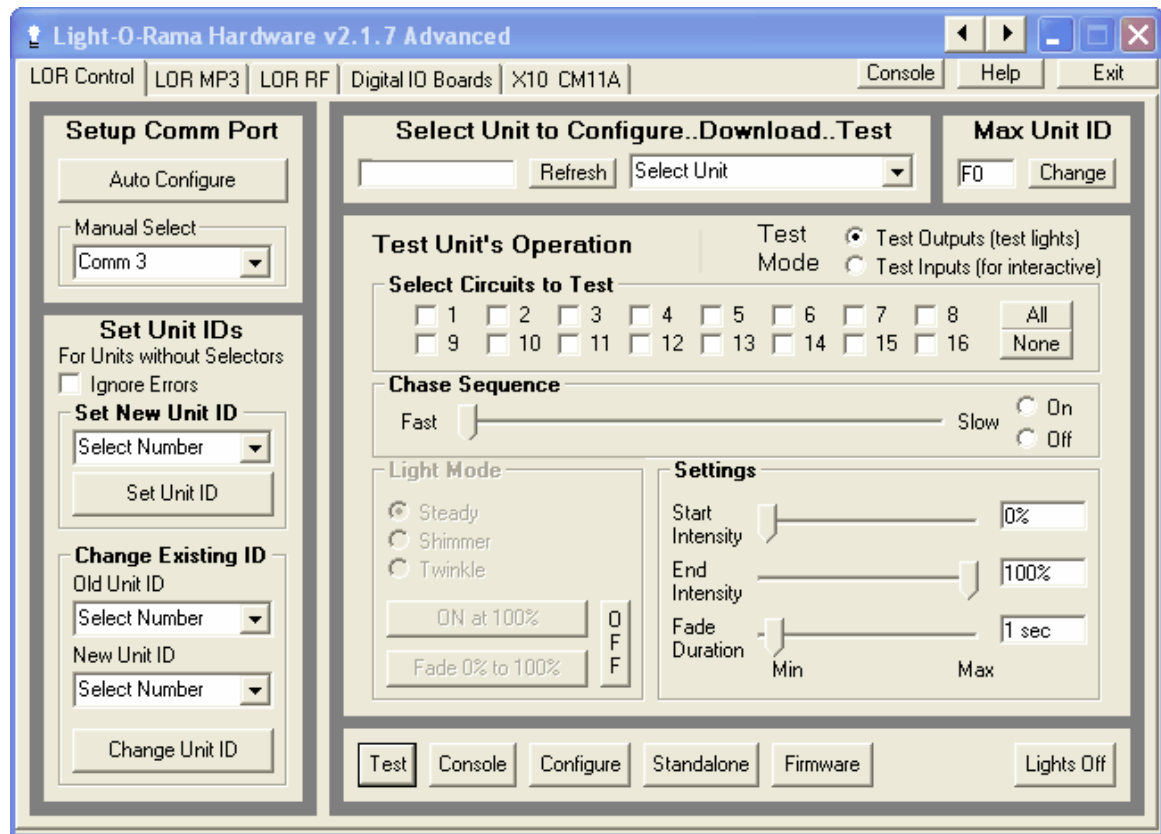 Light-O-Rama Hardware v2.1.7 Advanced
LOR Control
LOR MP3
LOR RF
Digital IO Boards
X10 CM11A
Console
Help
Exit
Setup Comm Port
Auto Configure
Manual Select
Comm 3
Set Unit IDs
For Units without Selectors
Ignore Errors
Set New Unit ID
Select Number
Set Unit ID
Change Existing ID
Old Unit ID
Select Number
New Unit ID
Select Number
Change Unit ID
Select Unit to Configure..Download..Test
Refresh
Select Unit
Max Unit ID
F0
Change
Test Unit's Operation
Test Mode
Test Outputs (test lights)
Test Inputs (for interactive)
Select Circuits to Test
1 2 3 4 5 6 7 8
All
9 10 11 12 13 14 15 16
None
Chase Sequence
Fast
Slow
On
Off
Light Mode
Steady
Shimmer
Twinkle
ON at 100%
Fade 0% to 100%
OFF
Settings
Start Intensity
0%
End Intensity
100%
Fade Duration
1 sec
Min
Max
Test
Console
Configure
Standalone
Firmware
Lights Off